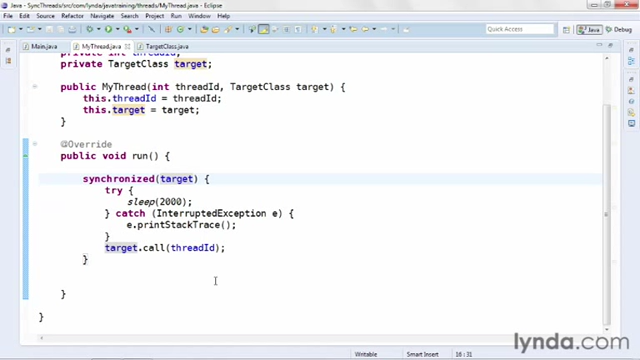 Java - SyncThreads/src/com/lynda/javatraining/threads/MyThread.java - Eclipse
File Edit Source Refactor Navigate Search Project Run Window Help
Quick Access
Java
Debug
Main.java
MyThread.java
TargetClass.java
private int threadId;
private TargetClass target;
public MyThread(int threadId, TargetClass target) {
this.threadId = threadId;
this.target = target;
}
@Override
public void run() {
synchronized(target) {
try {
sleep(2000);
} catch (InterruptedException e) {
e.printStackTrace();
}
target.call(threadId);
}
}
}
Writable
Smart Insert
16 : 31
lynda.com